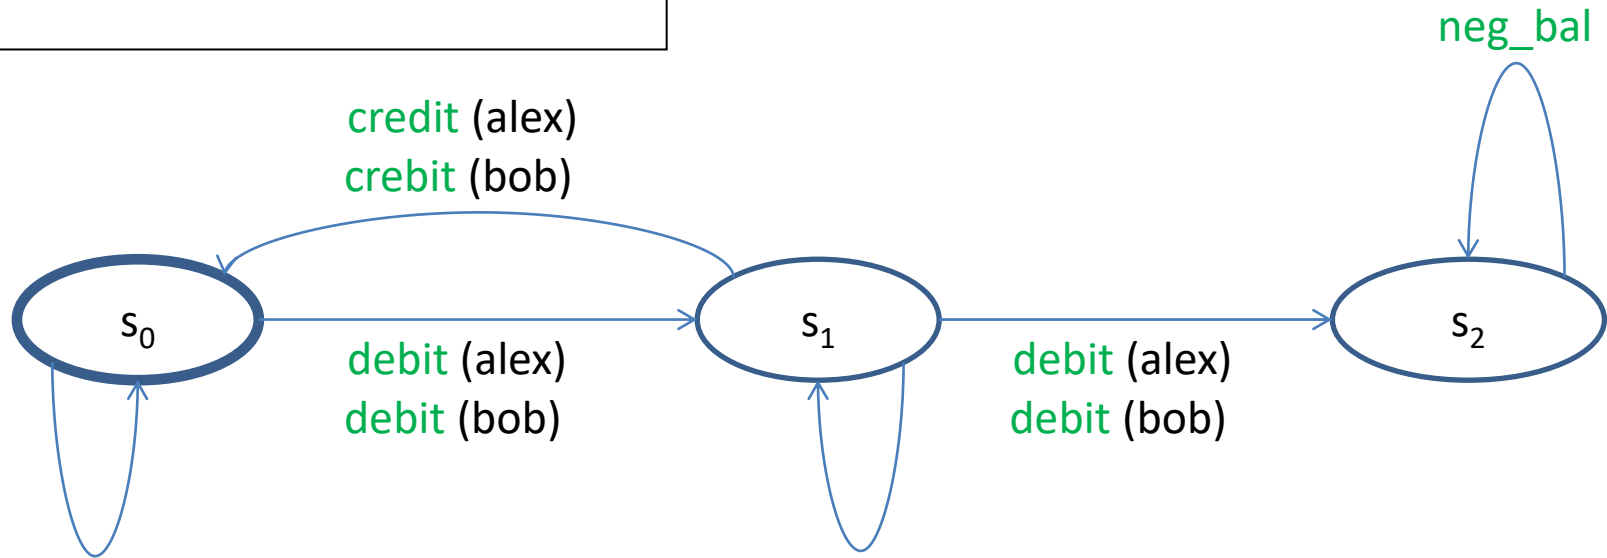 neg_bal
credit (alex)
crebit (bob)
s₀
s₁
s₂
debit (alex)
debit (bob)
debit (alex)
debit (bob)